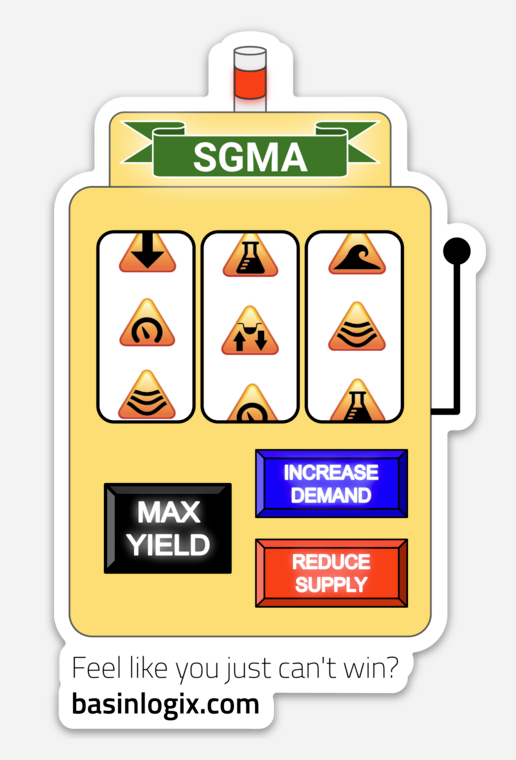 SGMA
MAX
YIELD
INCREASE
DEMAND
REDUCE
SUPPLY
Feel like you just can't win?
basinlogix.com